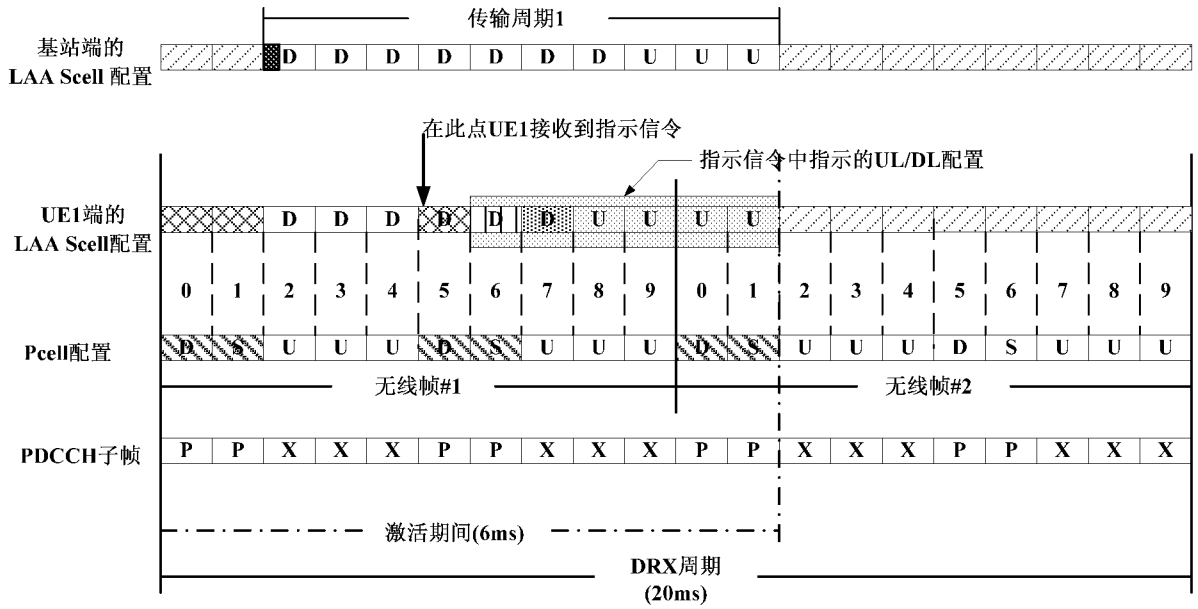 传输周期1
基站端的
LAA Scell 配置
D D D D D D D U U U
在此点UE1接收到指示信令
指示信令中指示的UL/DL配置
UE1端的
LAA Scell配置
D D D D D D U U U U
0 1 2 3 4 5 6 7 8 9 0 1 2 3 4 5 6 7 8 9
Pcell配置
D S U U U D S U U U D S U U U D S U U U
无线帧#1
无线帧#2
PDCCH子帧
P P X X X P P X X X P P X X X P P X X X
激活期间(6ms)
DRX周期
(20ms)